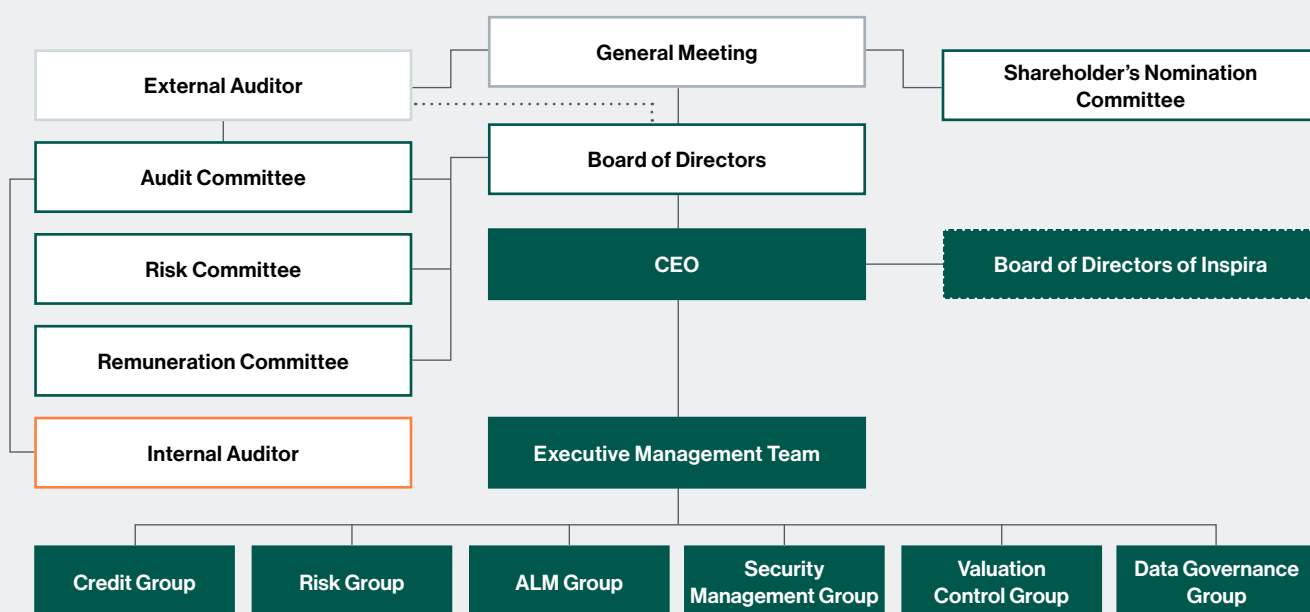 General Meeting
External Auditor
Shareholder’s Nomination
Committee
Board of Directors
Audit Committee
CEO
Board of Directors of Inspira
Risk Committee
Remuneration Committee
Internal Auditor
Executive Management Team
Credit Group
Risk Group
ALM Group
Security
Management Group
Valuation
Control Group
Data Governance
Group